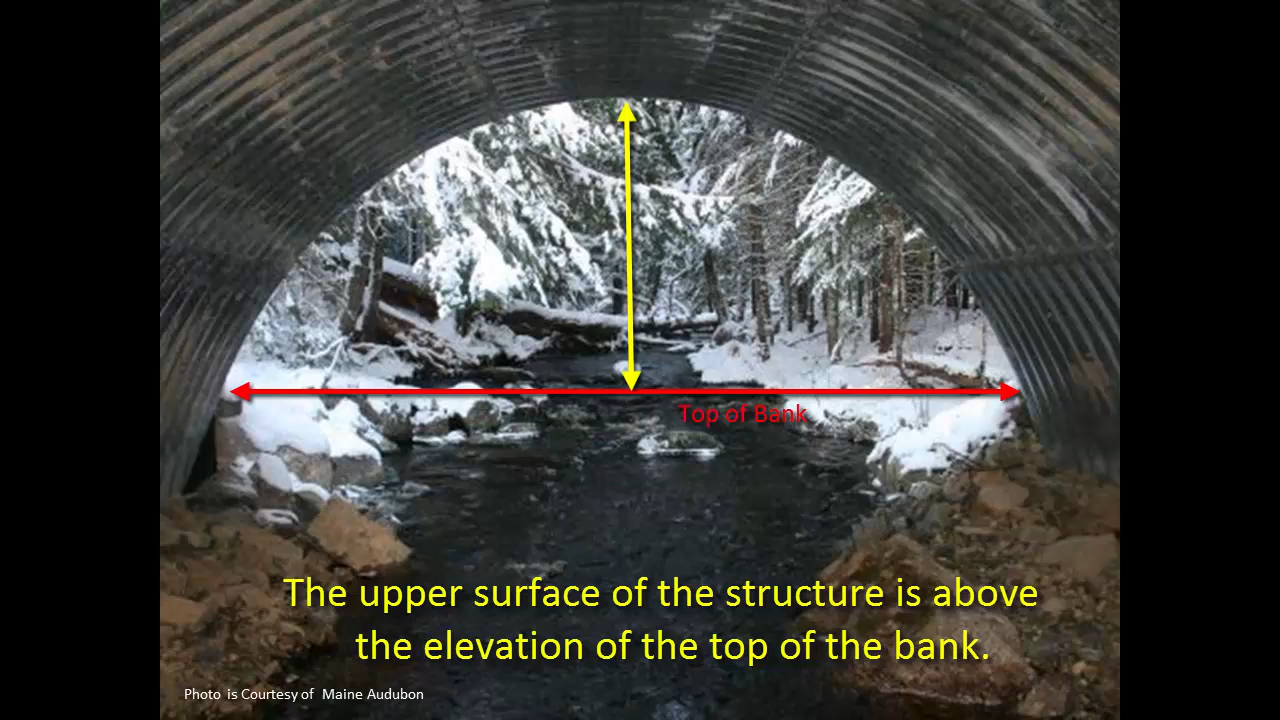 Top of Bank
The upper surface of the structure is above
the elevation of the top of the bank.
Photo is Courtesy of Maine Audubon